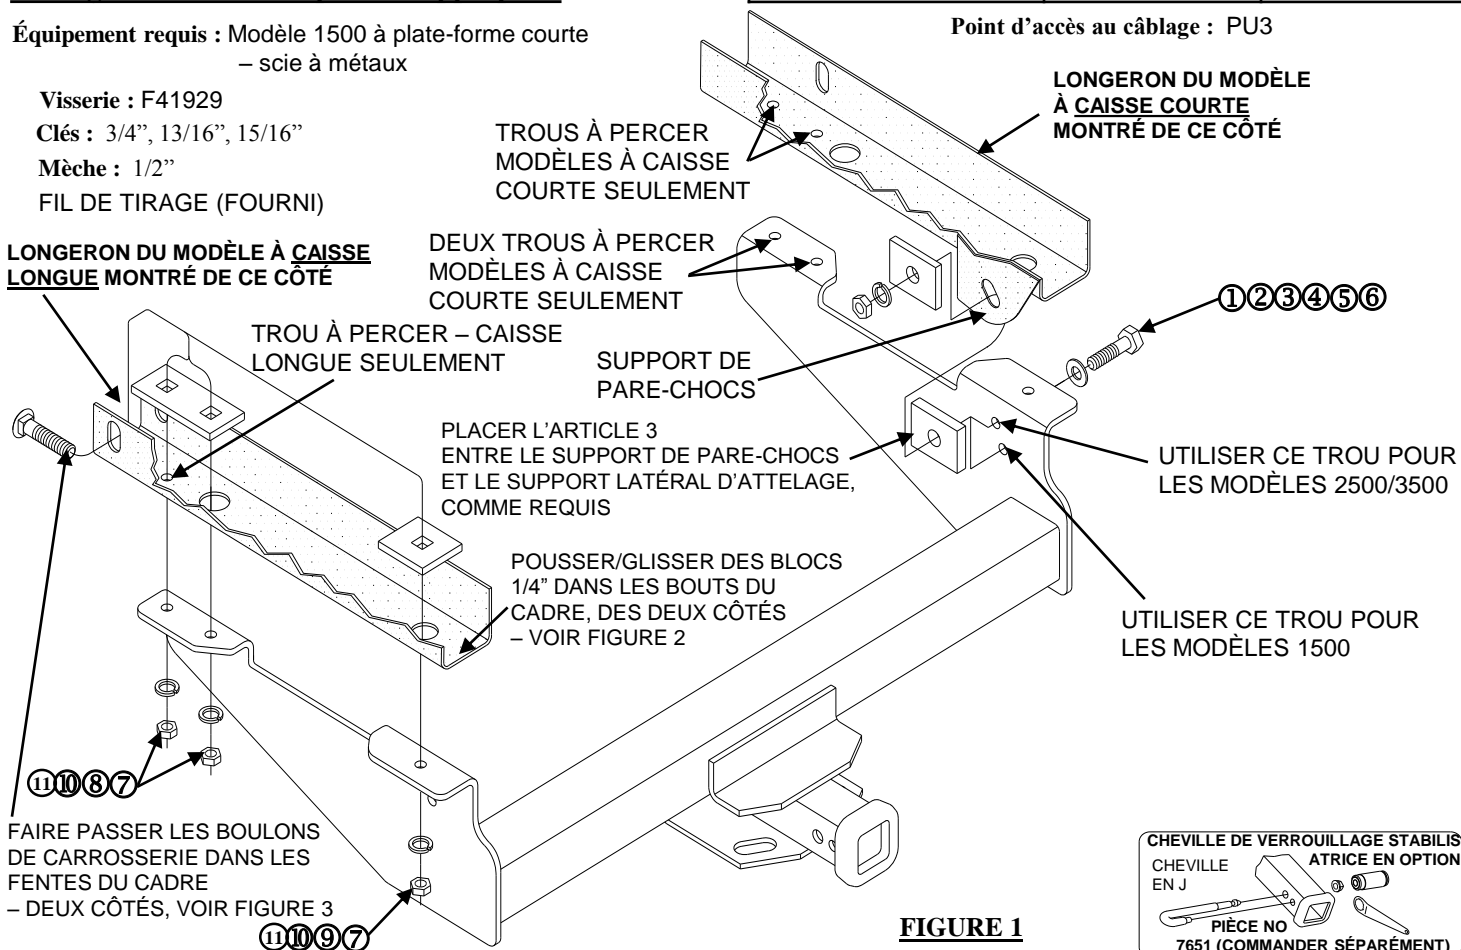 Équipement requis : Modèle 1500 à plate-forme courte
– scie à métaux
Visserie : F41929
Clés : 3/4”, 13/16”, 15/16”
Mèche : 1/2”
FIL DE TIRAGE (FOURNI)
Point d’accès au câblage : PU3
LONGERON DU MODÈLE
À CAISSE COURTE
MONTRÉ DE CE CÔTÉ
TROUS À PERCER
MODÈLES À CAISSE
COURTE SEULEMENT
LONGERON DU MODÈLE À CAISSE
LONGUE MONTRÉ DE CE CÔTÉ
DEUX TROUS À PERCER
MODÈLES À CAISSE
COURTE SEULEMENT
①②③④⑤⑥
TROU À PERCER – CAISSE
LONGUE SEULEMENT
SUPPORT DE
PARE-CHOCS
PLACER L’ARTICLE 3
ENTRE LE SUPPORT DE PARE-CHOCS
ET LE SUPPORT LATÉRAL D’ATTELAGE,
COMME REQUIS
UTILISER CE TROU POUR
LES MODÈLES 2500/3500
POUSSER/GLISSER DES BLOCS
1/4” DANS LES BOUTS DU
CADRE, DES DEUX CÔTÉS
– VOIR FIGURE 2
UTILISER CE TROU POUR
LES MODÈLES 1500
⑪⑩⑧⑦
FAIRE PASSER LES BOULONS
DE CARROSSERIE DANS LES
FENTES DU CADRE
– DEUX CÔTÉS, VOIR FIGURE 3
⑪⑩⑨⑦
FIGURE 1
CHEVILLE DE VERROUILLAGE STABILIS
ATRICE EN OPTION
CHEVILLE
EN J
PIÈCE NO
7651 (COMMANDER SÉPARÉMENT)